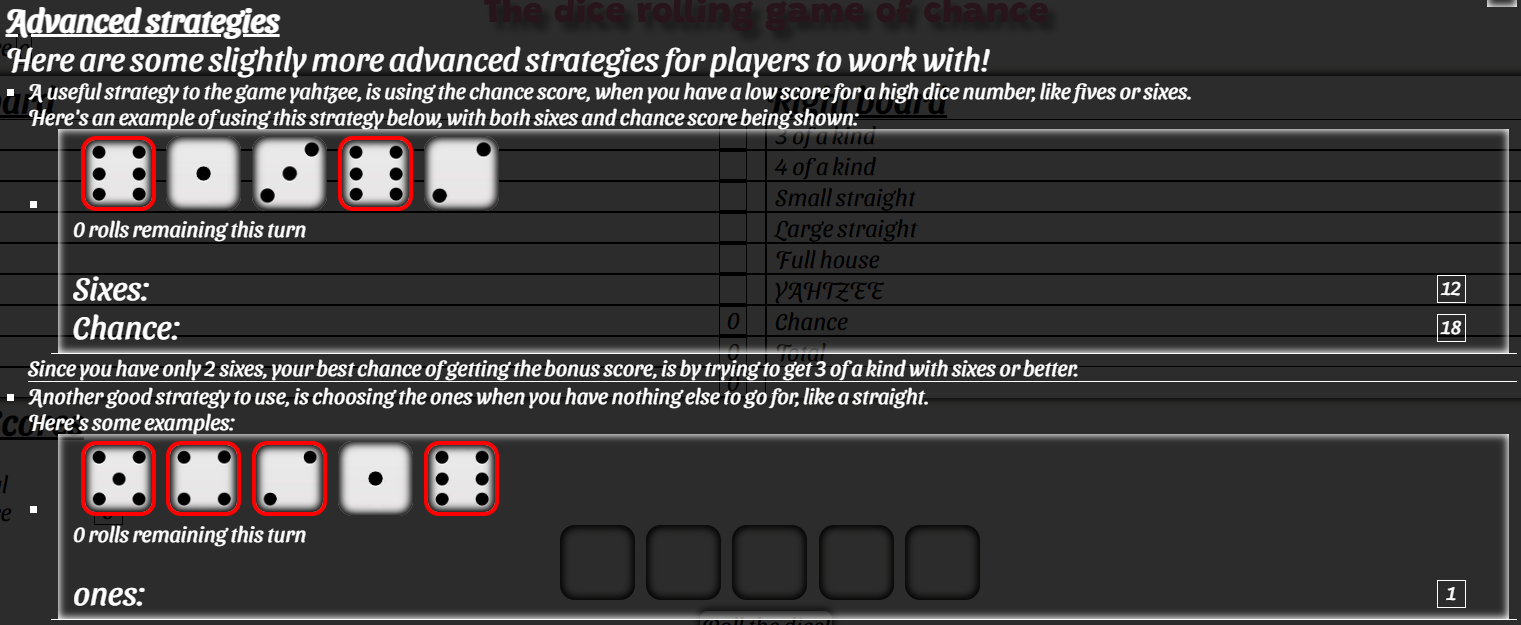 The dice rolling game of chance
Advanced strategies
Here are some slightly more advanced strategies for players to work with!
A useful strategy to the game yahtzee, is using the chance score, when you have a low score for a high dice number, like fives or sixes.
Right board
Here's an example of using this strategy below, with both sixes and chance score being shown:
3 of a kind
4 of a kind
Small straight
0 rolls remaining this turn
Large straight
Full house
Sixes:
12
YAHTZEE
0 Chance
Chance:
18
0 Total
Since you have only 2 sixes, your best chance of getting the bonus score, is by trying to get 3 of a kind with sixes or better.
0
Another good strategy to use, is choosing the ones when you have nothing else to go for, like a straight.
Here's some examples:
0 rolls remaining this turn
ones:
1